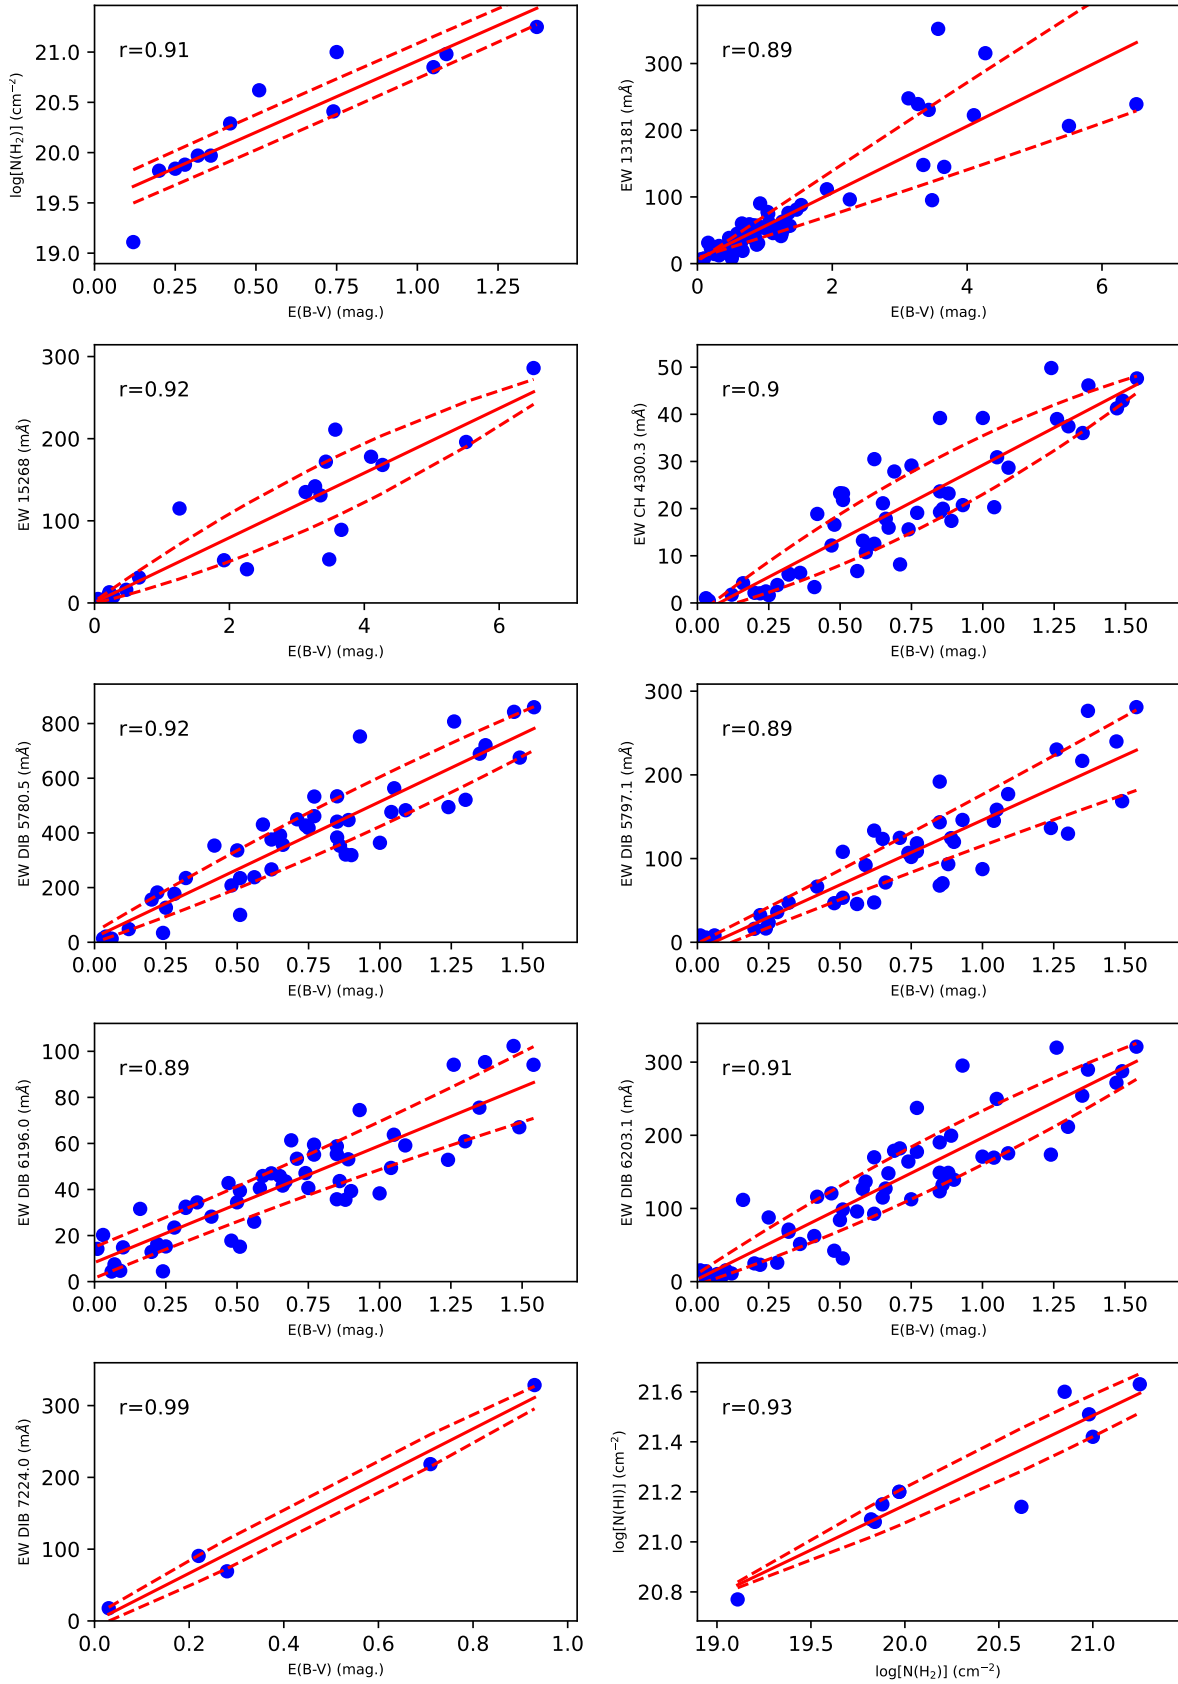 r=0.91
log[N(H₂)] (cm⁻²)
21.0
20.5
20.0
19.5
19.0
0.00 0.25 0.50 0.75 1.00 1.25
E(B-V) (mag.)
r=0.89
EW 13181 (mÅ)
300
200
100
0
0 2 4 6
E(B-V) (mag.)
r=0.92
EW 15268 (mÅ)
300
200
100
0
0 2 4 6
E(B-V) (mag.)
r=0.9
EW CH 4300.3 (mÅ)
50
40
30
20
10
0
0.00 0.25 0.50 0.75 1.00 1.25 1.50
E(B-V) (mag.)
r=0.92
EW DIB 5780.5 (mÅ)
800
600
400
200
0
0.00 0.25 0.50 0.75 1.00 1.25 1.50
E(B-V) (mag.)
r=0.89
EW DIB 5797.1 (mÅ)
300
200
100
0
0.00 0.25 0.50 0.75 1.00 1.25 1.50
E(B-V) (mag.)
r=0.89
EW DIB 6196.0 (mÅ)
100
80
60
40
20
0
0.00 0.25 0.50 0.75 1.00 1.25 1.50
E(B-V) (mag.)
r=0.91
EW DIB 6203.1 (mÅ)
300
200
100
0
0.00 0.25 0.50 0.75 1.00 1.25 1.50
E(B-V) (mag.)
r=0.99
EW DIB 7224.0 (mÅ)
300
200
100
0
0.0 0.2 0.4 0.6 0.8 1.0
E(B-V) (mag.)
r=0.93
log[N(HI)] (cm⁻²)
21.6
21.4
21.2
21.0
20.8
19.0 19.5 20.0 20.5 21.0
log[N(H₂)] (cm⁻²)